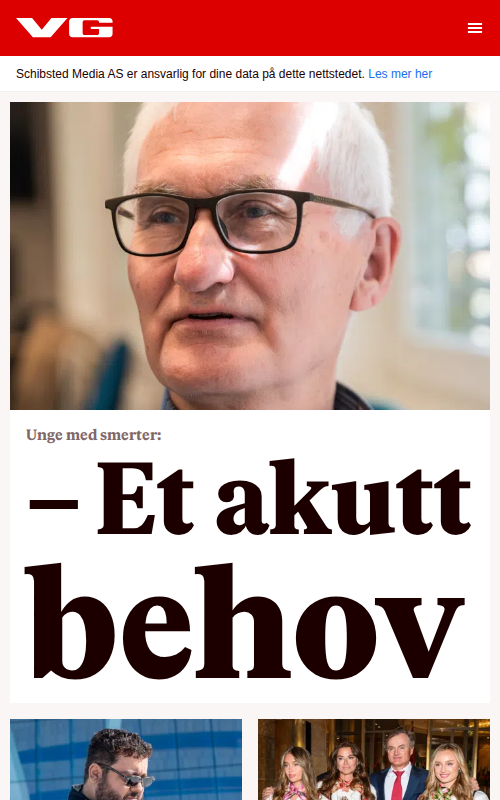 VG
Schibsted Media AS er ansvarlig for dine data på dette nettstedet. Les mer her
Unge med smerter:
– Et akutt
behov